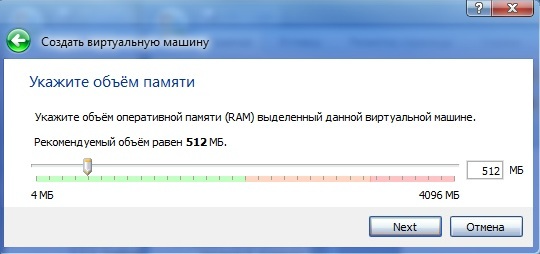 Создать виртуальную машину
Укажите объём памяти
Укажите объём оперативной памяти (RAM) выделенный данной виртуальной машине.
Рекомендуемый объём равен 512 МБ.
512 МБ
4 МБ 4096 МБ
Next Отмена